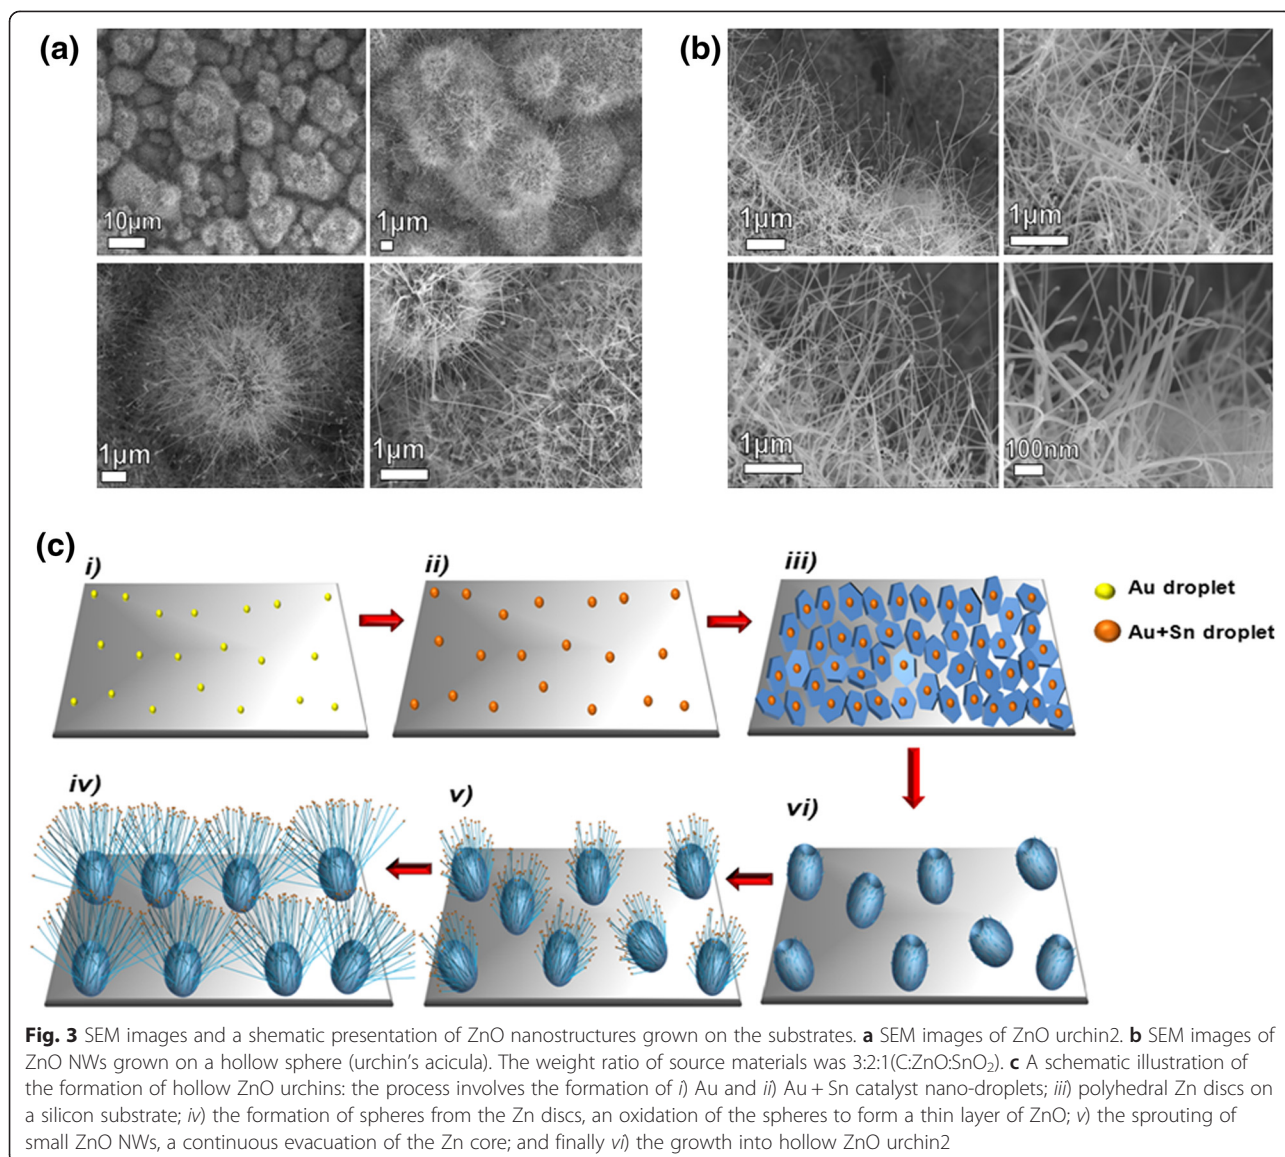 (a)
(b)
10μm
1μm
1μm
1μm
1μm
1μm
1μm
100nm
(c)
i)
ii)
iii)
Au droplet
Au+Sn droplet
iv)
v)
vi)
Fig. 3 SEM images and a shematic presentation of ZnO nanostructures grown on the substrates. a SEM images of ZnO urchin2. b SEM images of
ZnO NWs grown on a hollow sphere (urchin's acicula). The weight ratio of source materials was 3:2:1(C:ZnO:SnO₂). c A schematic illustration of
the formation of hollow ZnO urchins: the process involves the formation of i) Au and ii) Au + Sn catalyst nano-droplets; iii) polyhedral Zn discs on
a silicon substrate; iv) the formation of spheres from the Zn discs, an oxidation of the spheres to form a thin layer of ZnO; v) the sprouting of
small ZnO NWs, a continuous evacuation of the Zn core; and finally vi) the growth into hollow ZnO urchin2